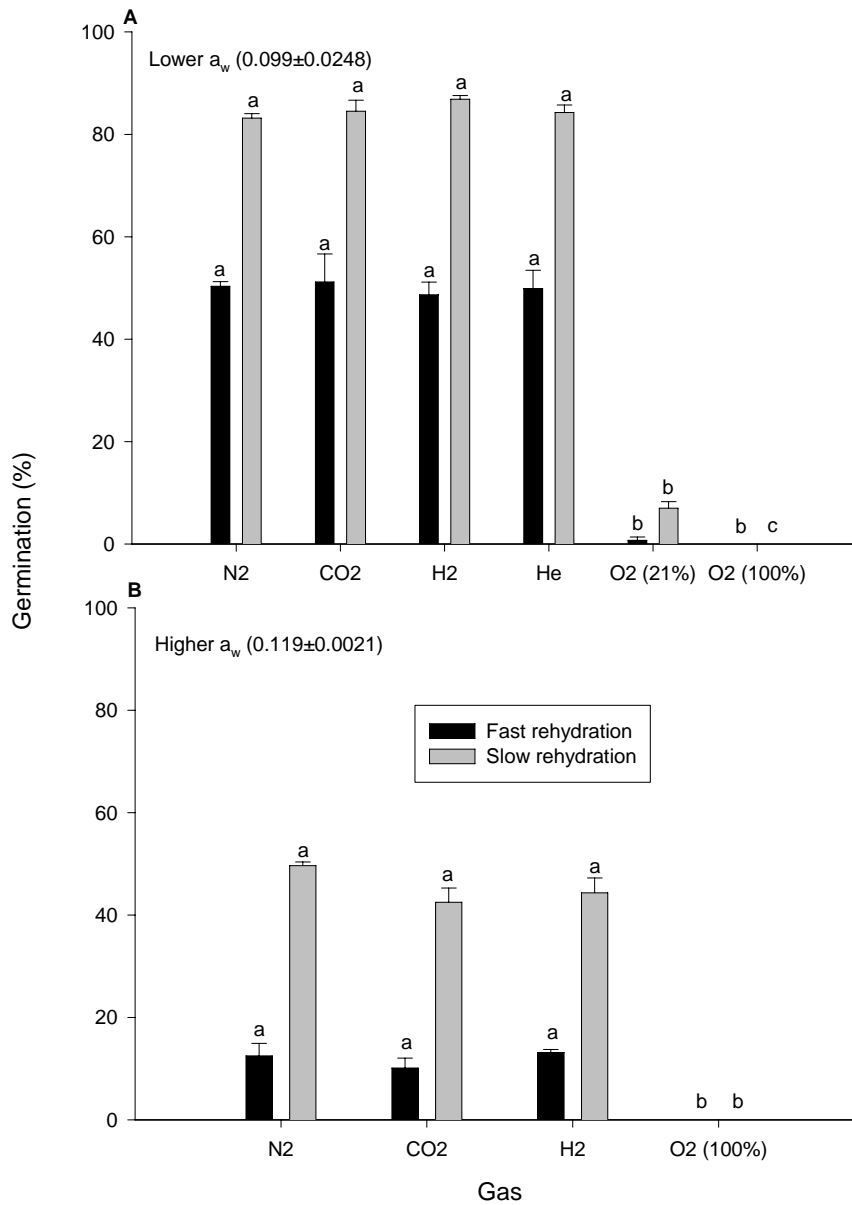 A
100
Lower aw (0.099±0.0248)
a a a a
80
60
a a a a
40
20
b b b c
0
N2 CO2 H2 He O2 (21%) O2 (100%)
Germination (%)
B
100
Higher aw (0.119±0.0021)
80
Fast rehydration
Slow rehydration
60
a a a
40
20
a a a b b
0
N2 CO2 H2 O2 (100%)
Gas